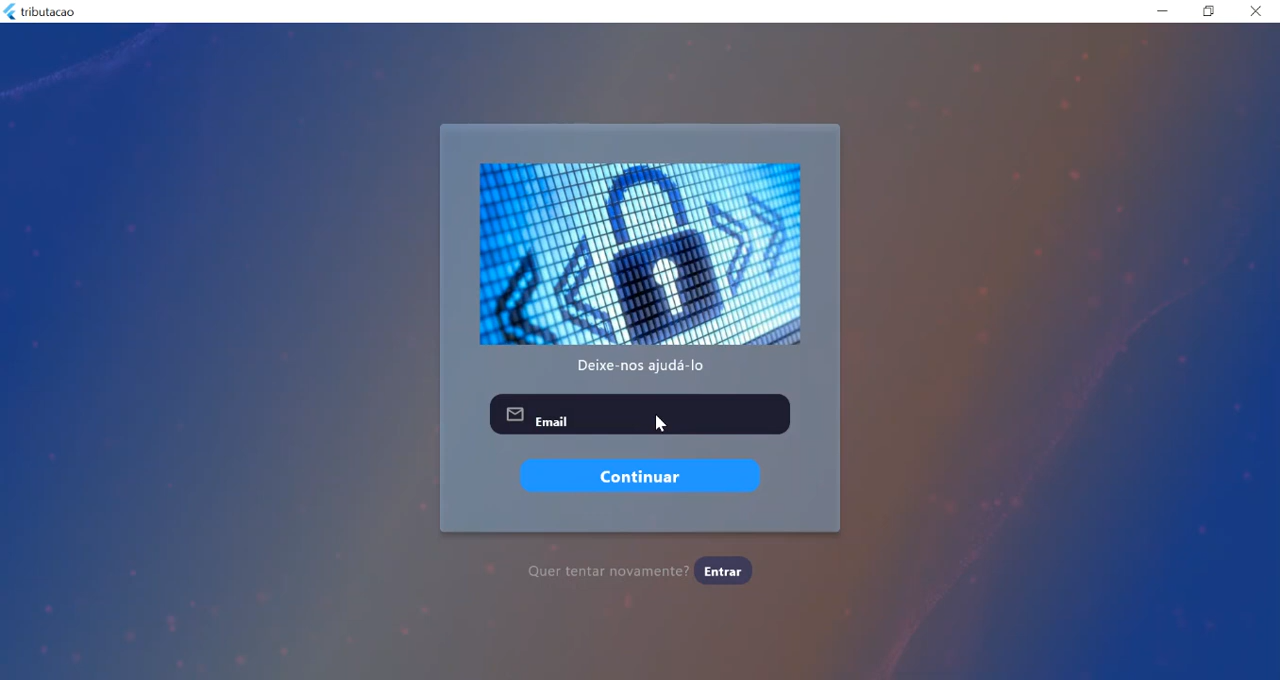 tributacao
Deixe-nos ajudá-lo
Email
Continuar
Quer tentar novamente? Entrar